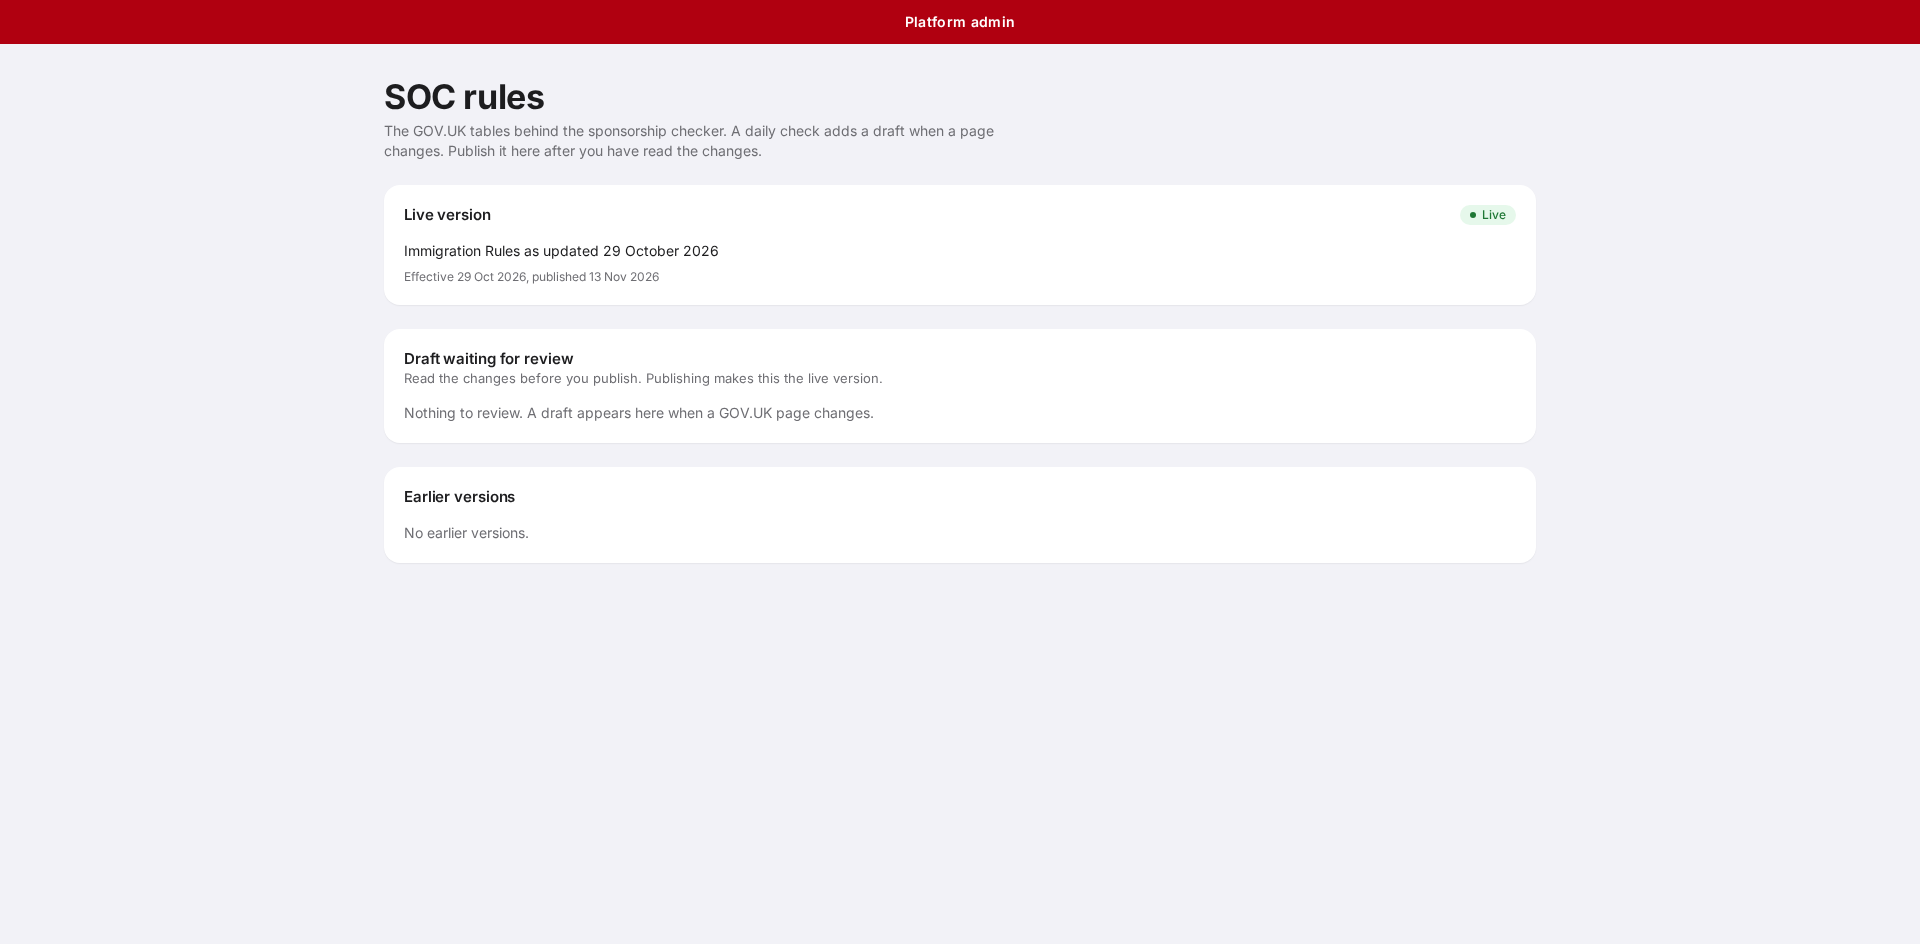 Platform admin
SOC rules
The GOV.UK tables behind the sponsorship checker. A daily check adds a draft when a page
changes. Publish it here after you have read the changes.
Live version
Live
Immigration Rules as updated 29 October 2026
Effective 29 Oct 2026, published 13 Nov 2026
Draft waiting for review
Read the changes before you publish. Publishing makes this the live version.
Nothing to review. A draft appears here when a GOV.UK page changes.
Earlier versions
No earlier versions.